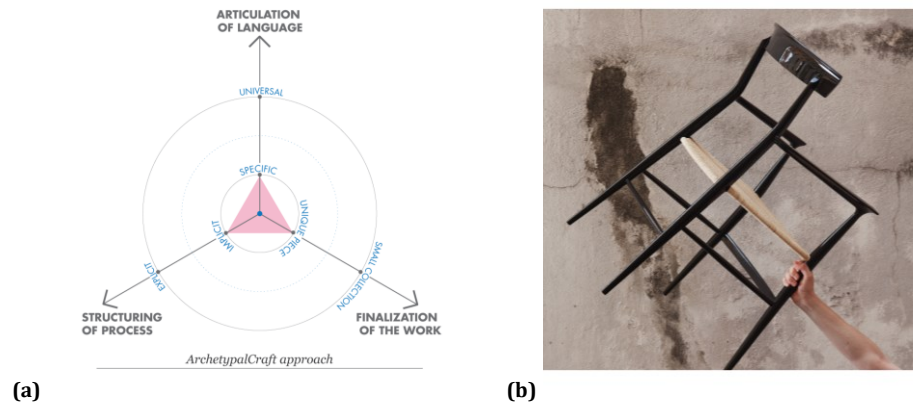 ARTICULATION
OF LANGUAGE
UNIVERSAL
SPECIFIC
IMPLICIT
UNIQUE PIECE
EXPLICIT
SMALL COLLECTION
STRUCTURING
OF PROCESS
FINALIZATION
OF THE WORK
ArchetypalCraft approach
(a)
(b)